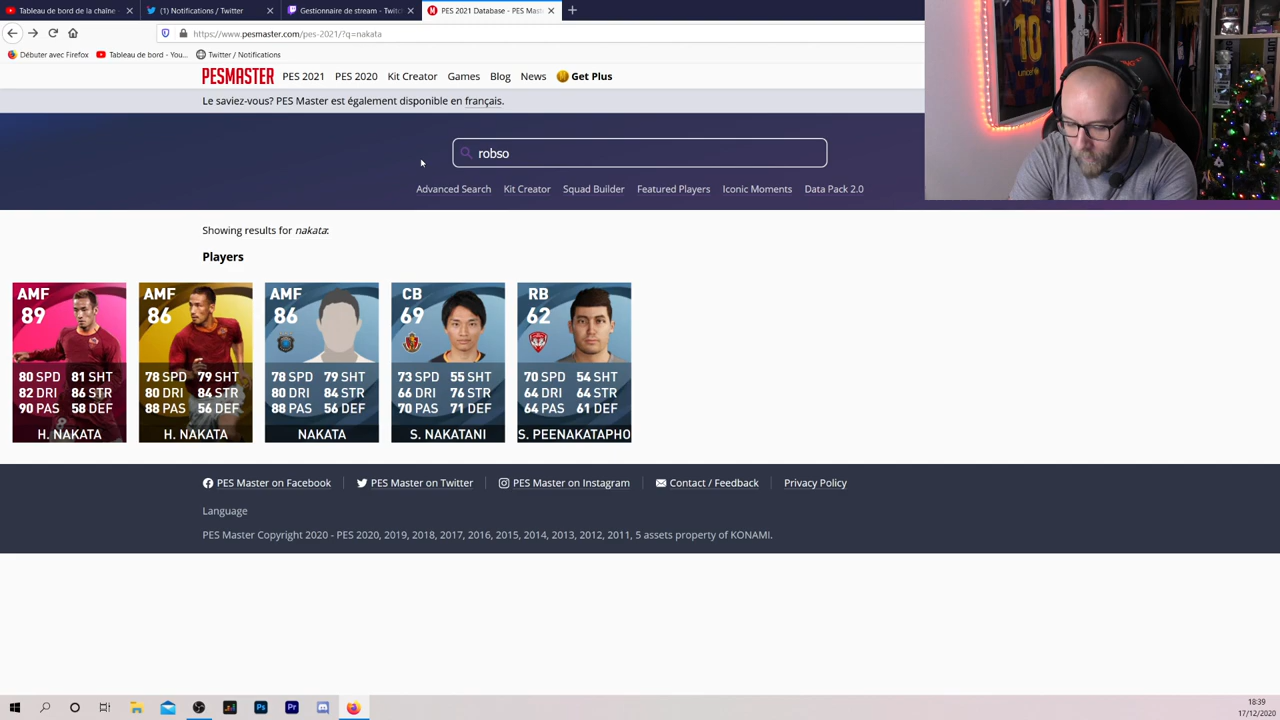 Tableau de bord de la chaîne
(1) Notifications / Twitter
Gestionnaire de stream - Twitc
PES 2021 Database - PES Mast
https://www.pesmaster.com/pes-2021/?q=nakata
Débuter avec Firefox
Tableau de bord - You...
Twitter / Notifications
PESMASTER PES 2021 PES 2020 Kit Creator Games Blog News Get Plus
Le saviez-vous? PES Master est également disponible en français.
robso
Advanced Search Kit Creator Squad Builder Featured Players Iconic Moments Data Pack 2.0
Showing results for nakata:
Players
AMF
89
80 SPD 81 SHT
82 DRI 86 STR
90 PAS 58 DEF
H. NAKATA
AMF
86
78 SPD 79 SHT
80 DRI 84 STR
88 PAS 56 DEF
H. NAKATA
AMF
86
78 SPD 79 SHT
80 DRI 84 STR
88 PAS 56 DEF
NAKATA
CB
69
73 SPD 55 SHT
66 DRI 76 STR
70 PAS 71 DEF
S. NAKATANI
RB
62
70 SPD 54 SHT
64 DRI 64 STR
64 PAS 61 DEF
S. PEENAKATAPHO
PES Master on Facebook PES Master on Twitter PES Master on Instagram Contact / Feedback Privacy Policy
Language
PES Master Copyright 2020 - PES 2020, 2019, 2018, 2017, 2016, 2015, 2014, 2013, 2012, 2011, 5 assets property of KONAMI.
10
unicef
18:39
17/12/2020